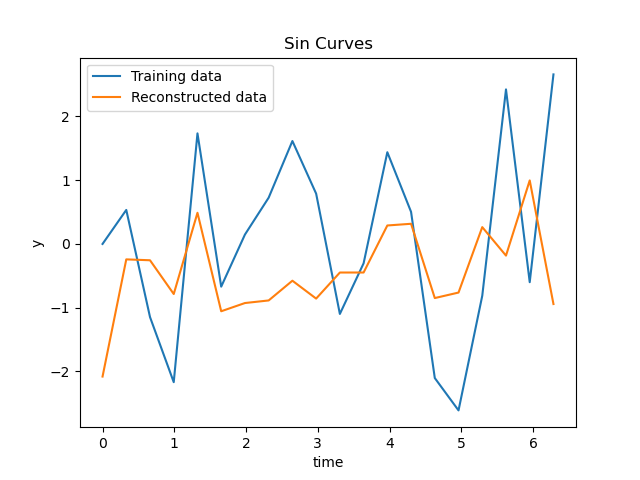 Sin Curves
Training data
Reconstructed data
y
2
1
0
−1
−2
0 1 2 3 4 5 6
time